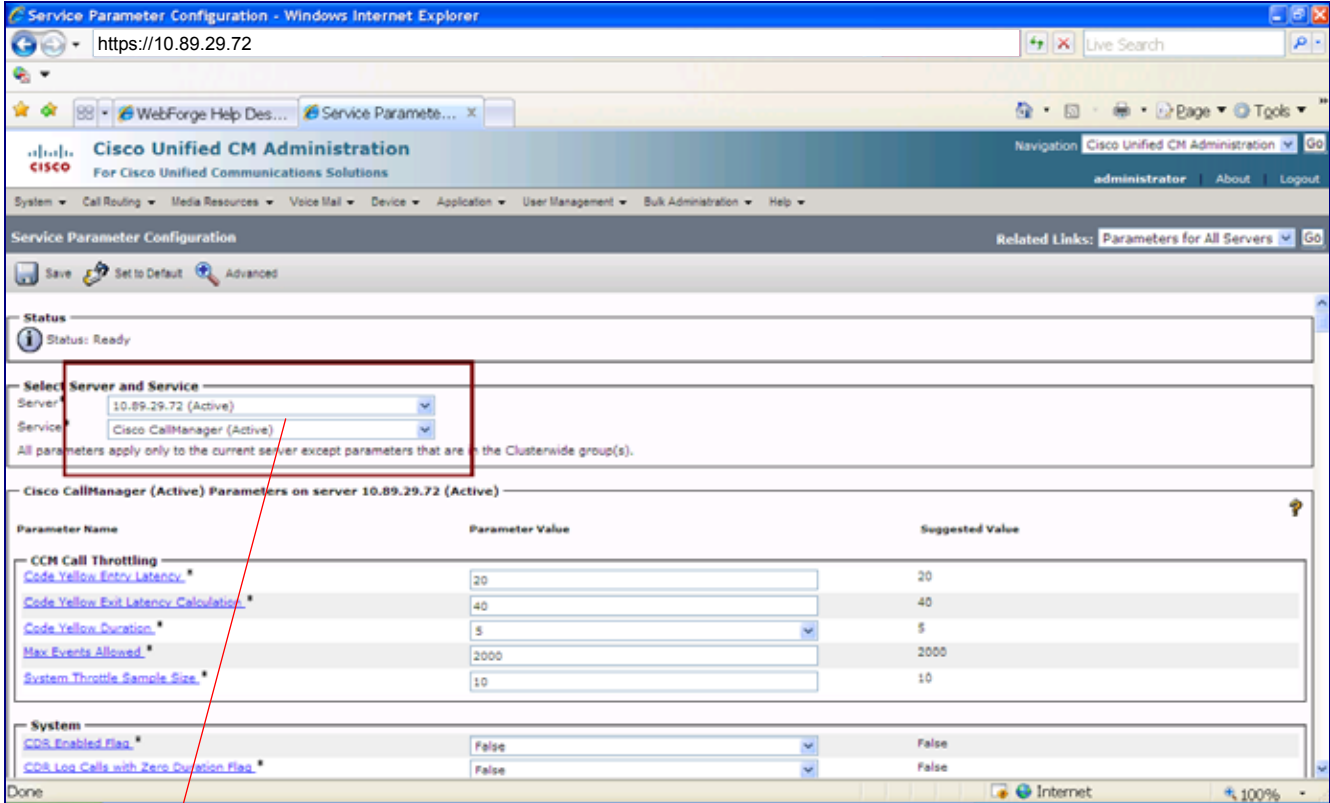 Service Parameter Configuration - Windows Internet Explorer
https://10.89.29.72
Live Search
WebForge Help Des...
Service Paramete... x
Page
Tools
»
cisco
Cisco Unified CM Administration
For Cisco Unified Communications Solutions
Navigation Cisco Unified CM Administration Go
administrator | About | Logout
System Call Routing Media Resources Voice Mail Device Application User Management Bulk Administration Help
Service Parameter Configuration
Related Links: Parameters for All Servers Go
Save Set to Default Advanced
Status
i Status: Ready
Select Server and Service
Server* 10.89.29.72 (Active)
Service* Cisco CallManager (Active)
All parameters apply only to the current server except parameters that are in the Clusterwide group(s).
Cisco CallManager (Active) Parameters on server 10.89.29.72 (Active)
?
Parameter Name Parameter Value Suggested Value
CCM Call Throttling
Code Yellow Entry Latency * 20 20
Code Yellow Exit Latency Calculation * 40 40
Code Yellow Duration * 5 5
Max Events Allowed * 2000 2000
System Throttle Sample Size * 10 10
System
CDR Enabled Flag * False False
CDR Log Calls with Zero Duration Flag * False False
Done
Internet
100%